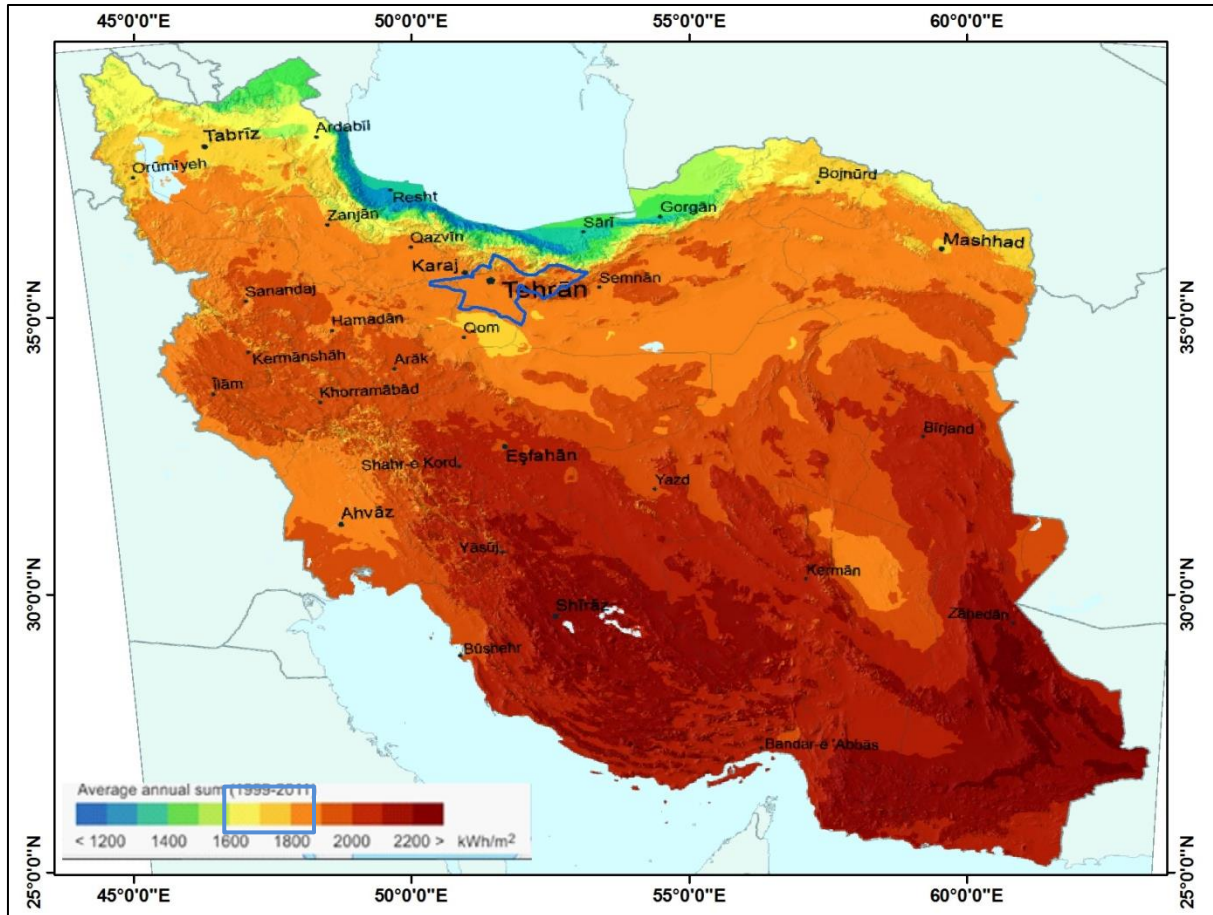 45°0'0"E 50°0'0"E 55°0'0"E 60°0'0"E
Ardabīl
Tabrīz
Orūmīyeh
Bojnūrd
Resht
Gorgān
Zanjān
Sārī
Qazvīn
Mashhad
Karaj
Semnān
Tehrān
Sanandaj
35°0'0"N 35°0'0"N
Hamadān
Qom
Kermānshāh
Arāk
Īlām
Khorramābād
Bīrjand
Eşfahān
Shahr-e Kord
Yazd
Ahvāz
Yāsūj
Kermān
30°0'0"N 30°0'0"N
Shīrāz
Zāhedān
Būshehr
Bandar-e 'Abbās
Average annual sum (1999-2011)
< 1200 1400 1600 1800 2000 2200 > kWh/m²
25°0'0"N 25°0'0"N
45°0'0"E 50°0'0"E 55°0'0"E 60°0'0"E